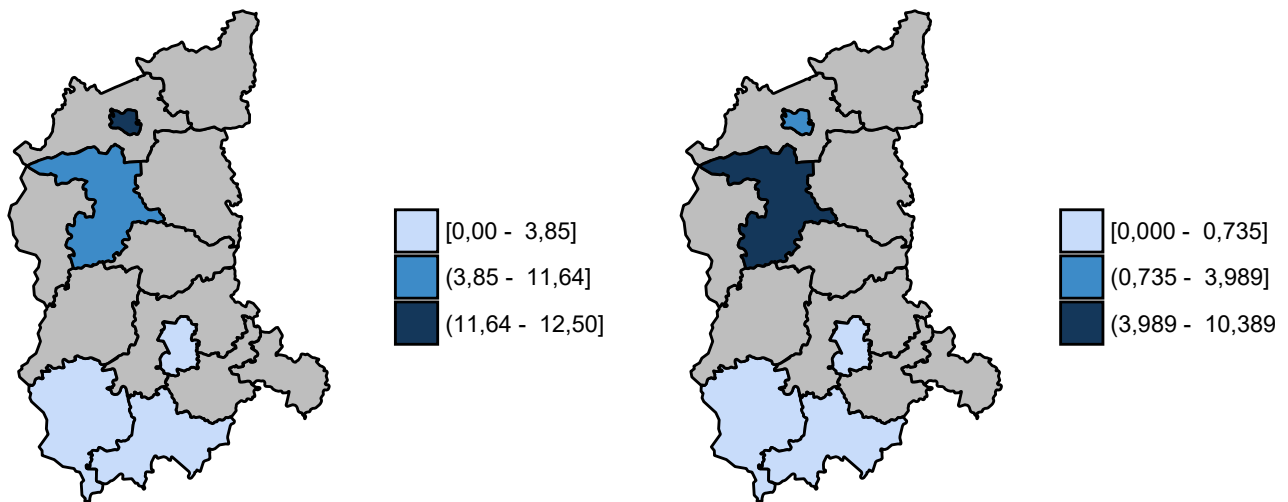 [0,00 - 3,85]
(3,85 - 11,64]
(11,64 - 12,50]
[0,000 - 0,735]
(0,735 - 3,989]
(3,989 - 10,389